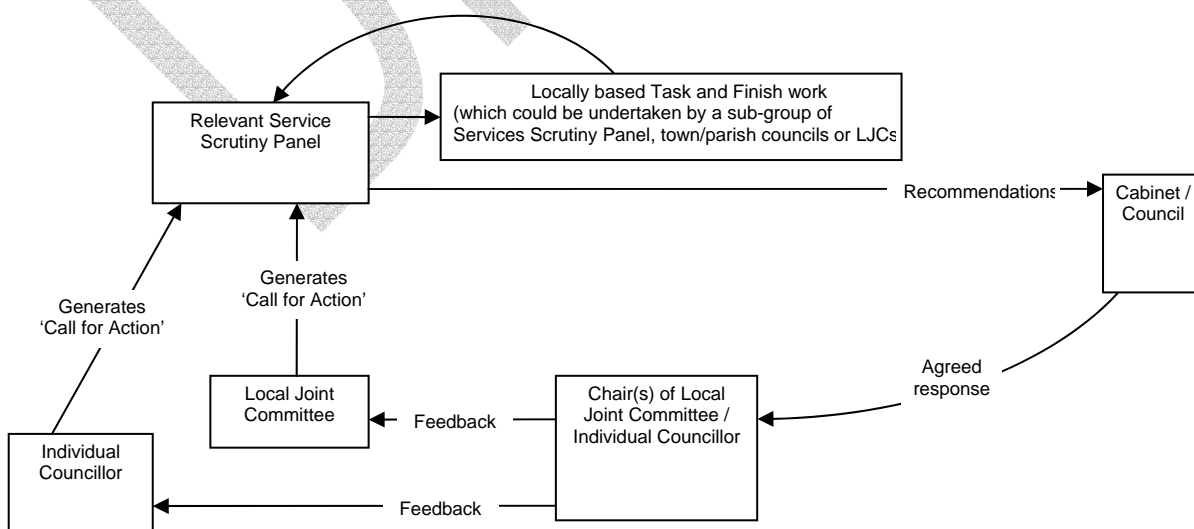 Locally based Task and Finish work
(which could be undertaken by a sub-group of
Services Scrutiny Panel, town/parish councils or LJCs
Relevant Service
Scrutiny Panel
Recommendations
Cabinet /
Council
Generates
‘Call for Action’
Generates
‘Call for Action’
Agreed
response
Local Joint
Committee
Feedback
Chair(s) of Local
Joint Committee /
Individual Councillor
Individual
Councillor
Feedback